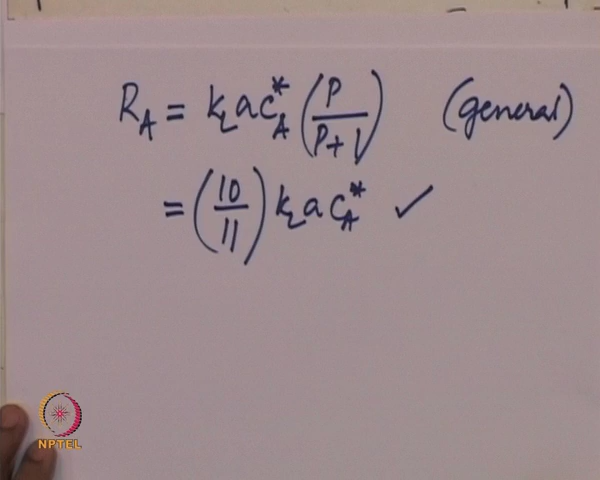 R_A = k_L a c_A^* (P / P+1) (general)
= (10 / 11) k_L a c_A^* ✓
NPTEL